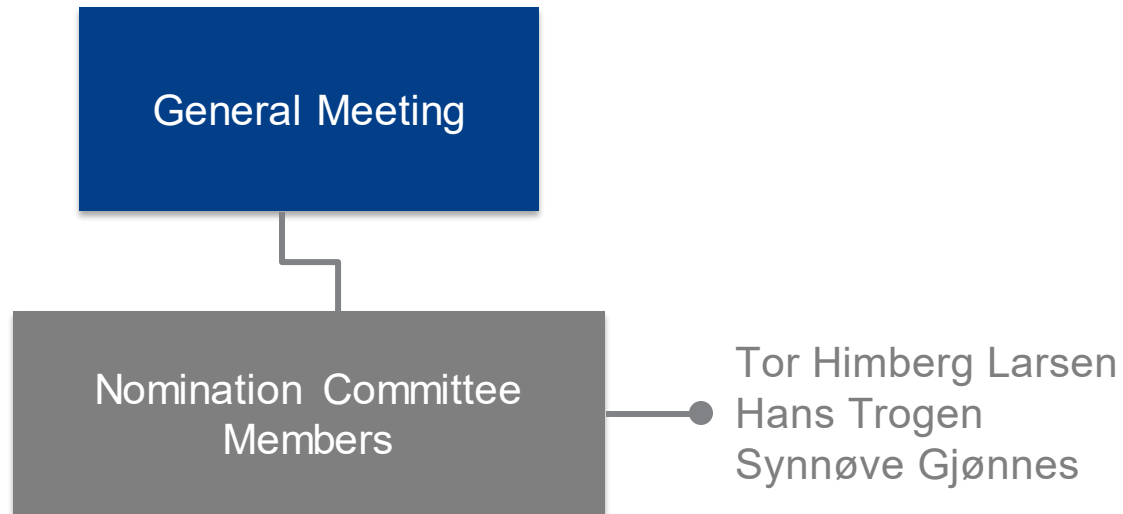 General Meeting
Nomination Committee
Members
Tor Himberg Larsen
Hans Trogen
Synnøve Gjønnes